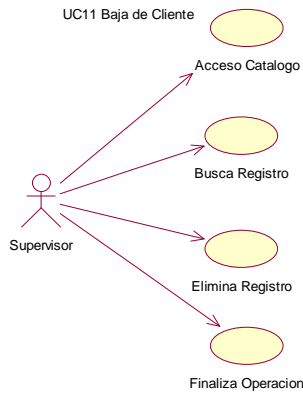 UC11 Baja de Cliente
Acceso Catalogo
Busca Registro
Supervisor
Elimina Registro
Finaliza Operacion